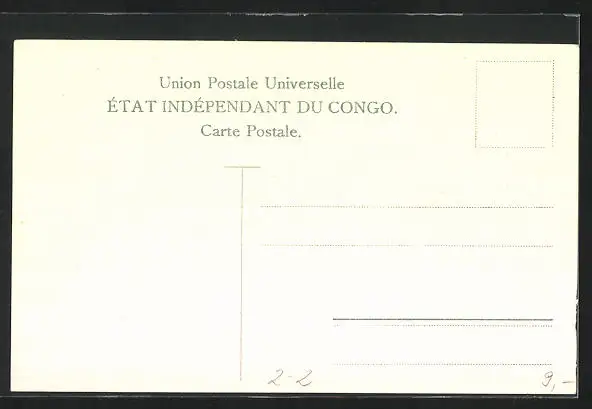 Union Postale Universelle
ÉTAT INDÉPENDANT DU CONGO.
Carte Postale.
2-2
9,-